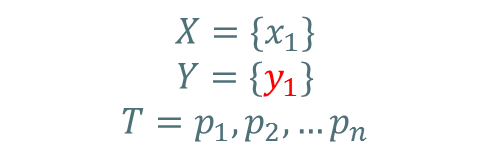 X = {x₁}
Y = {y₁}
T = p₁, p₂, … pₙ